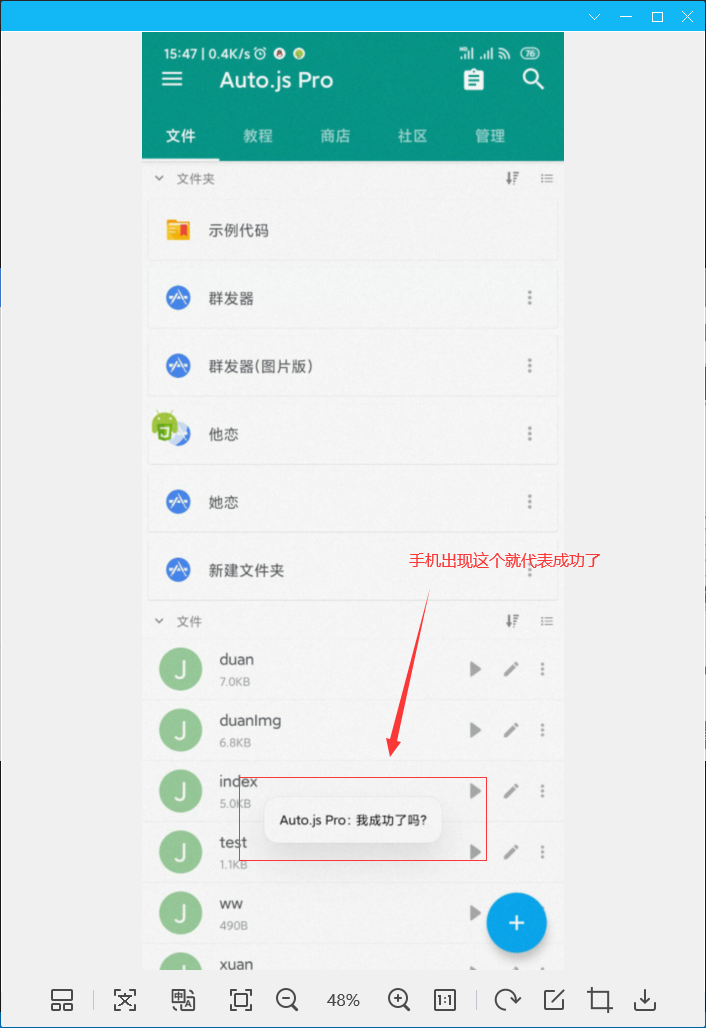 15:47 | 0.4K/s
76
Auto.js Pro
文件 教程 商店 社区 管理
文件夹
示例代码
群发器
群发器(图片版)
他恋
她恋
手机出现这个就代表成功了
新建文件夹
文件
J duan
7.0KB
J duanImg
6.8KB
J index
5.0KB
Auto.js Pro: 我成功了吗?
J test
1.1KB
J ww
490B
J xuan
48% 1:1